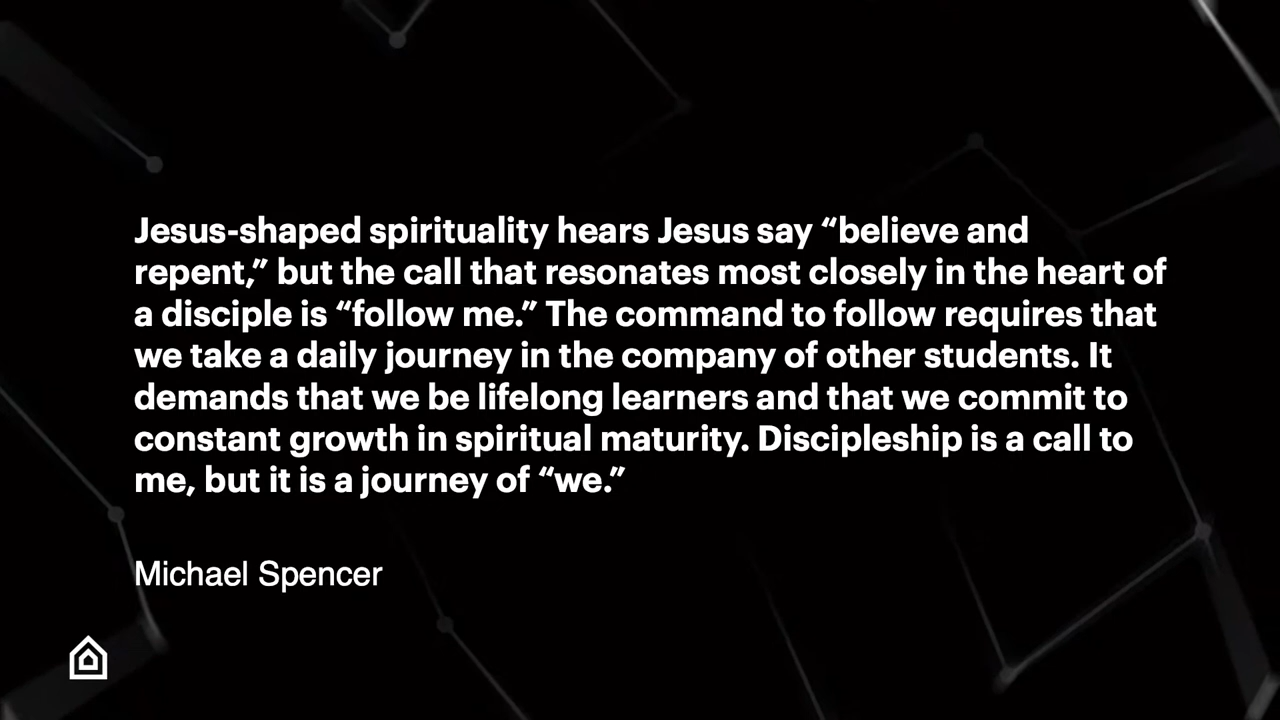 Jesus-shaped spirituality hears Jesus say “believe and
repent,” but the call that resonates most closely in the heart of
a disciple is “follow me.” The command to follow requires that
we take a daily journey in the company of other students. It
demands that we be lifelong learners and that we commit to
constant growth in spiritual maturity. Discipleship is a call to
me, but it is a journey of “we.”
Michael Spencer